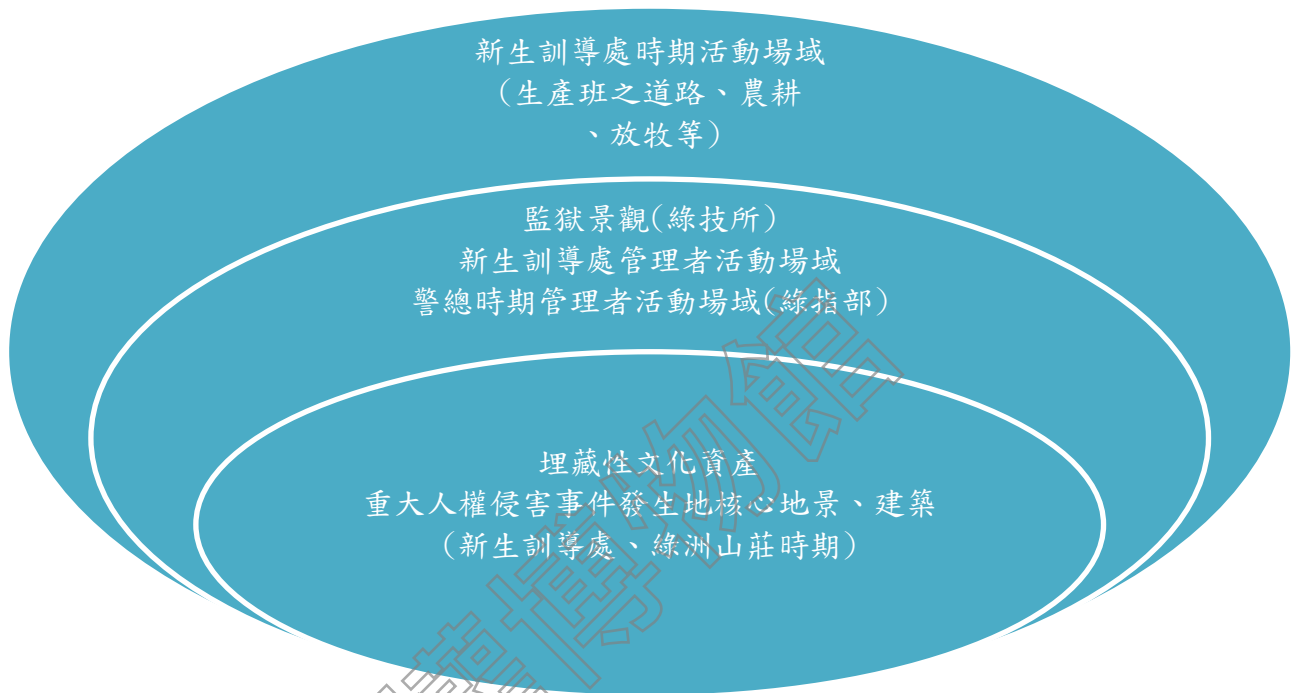 新生訓導處時期活動場域
（生產班之道路、農耕
、放牧等）
監獄景觀(綠技所)
新生訓導處管理者活動場域
警總時期管理者活動場域(綠指部)
埋藏性文化資產
重大人權侵害事件發生地核心地景、建築
（新生訓導處、綠洲山莊時期）
博物館